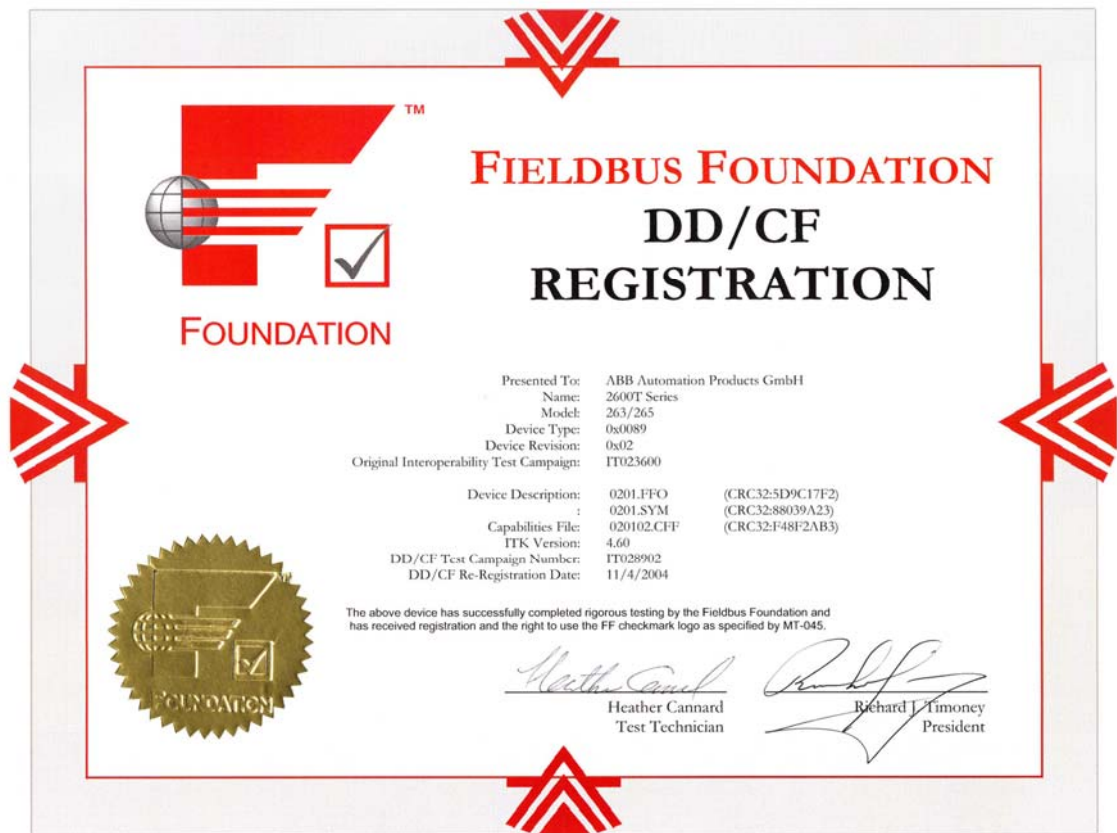 TM
FIELDBUS FOUNDATION
DD/CF
REGISTRATION
FOUNDATION
Presented To: ABB Automation Products GmbH
Name: 2600T Series
Model: 263/265
Device Type: 0x0089
Device Revision: 0x02
Original Interoperability Test Campaign: IT023600
Device Description: 0201.FFO (CRC32:5D9C17F2)
: 0201.SYM (CRC32:88039A23)
Capabilities File: 020102.CFF (CRC32:F48F2AB3)
ITK Version: 4.60
DD/CF Test Campaign Number: IT028902
DD/CF Re-Registration Date: 11/4/2004
The above device has successfully completed rigorous testing by the Fieldbus Foundation and
has received registration and the right to use the FF checkmark logo as specified by MT-045.
Heather Cannard
Heather Cannard
Test Technician
Richard J. Timoney
President
FOUNDATION